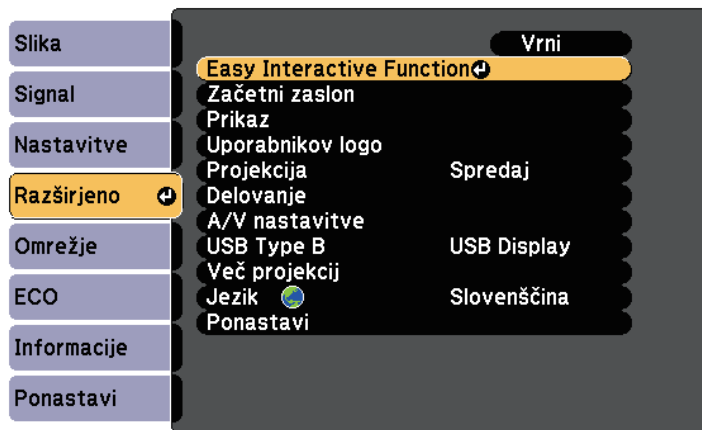 Slika
Signal
Nastavitve
Razširjeno
Omrežje
ECO
Informacije
Ponastavi
Vrni
Easy Interactive Function
Začetni zaslon
Prikaz
Uporabnikov logo
Projekcija Spredaj
Delovanje
A/V nastavitve
USB Type B USB Display
Več projekcij
Jezik Slovenščina
Ponastavi